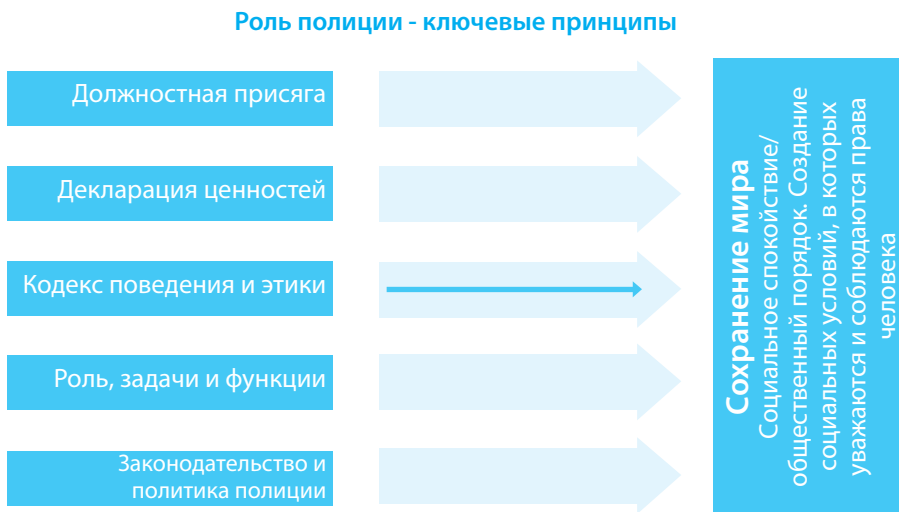 Роль полиции - ключевые принципы
Должностная присяга
Декларация ценностей
Кодекс поведения и этики
Роль, задачи и функции
Законодательство и
политика полиции
Сохранение мира
Социальное спокойствие/
общественный порядок. Создание
социальных условий, в которых
уважаются и соблюдаются права
человека